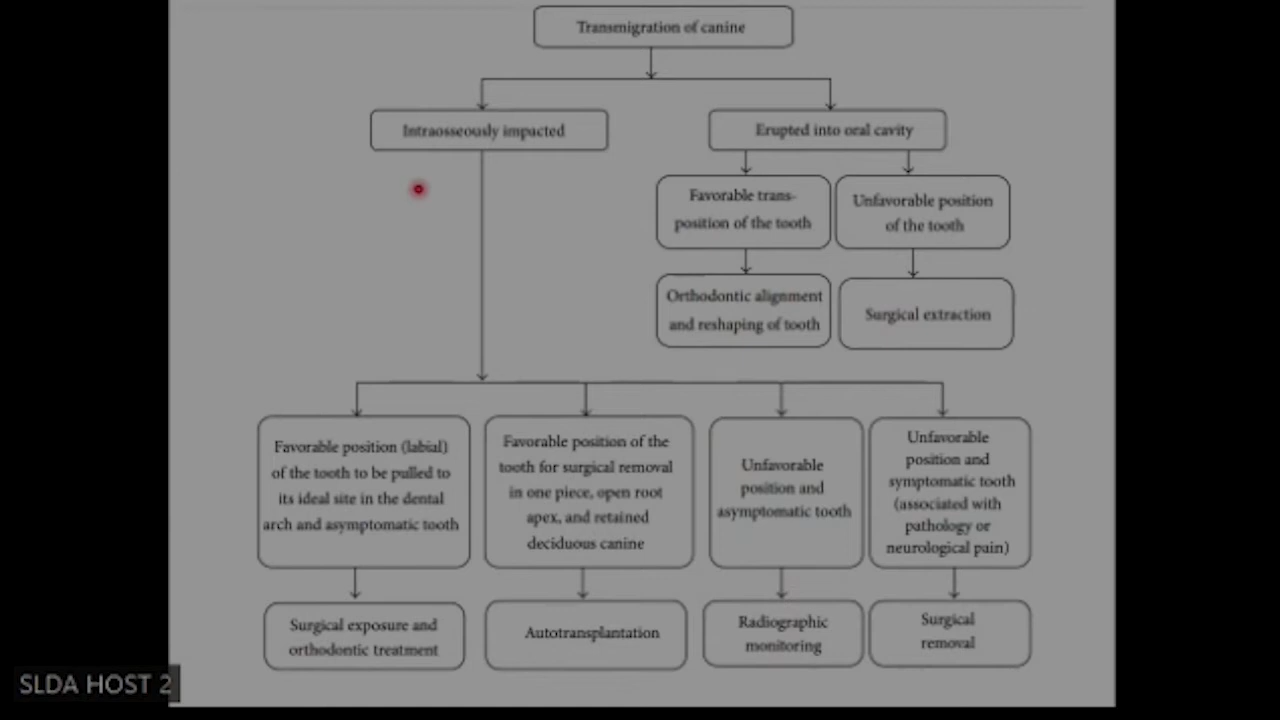 Transmigration of canine
Intraosseously impacted
Erupted into oral cavity
Favorable trans-
position of the tooth
Unfavorable position
of the tooth
Orthodontic alignment
and reshaping of tooth
Surgical extraction
Favorable position (labial)
of the tooth to be pulled to
its ideal site in the dental
arch and asymptomatic tooth
Favorable position of the
tooth for surgical removal
in one piece, open root
apex, and retained
deciduous canine
Unfavorable
position and
asymptomatic tooth
Unfavorable
position and
symptomatic tooth
(associated with
pathology or
neurological pain)
Surgical exposure and
orthodontic treatment
Autotransplantation
Radiographic
monitoring
Surgical
removal
SLDA HOST 2